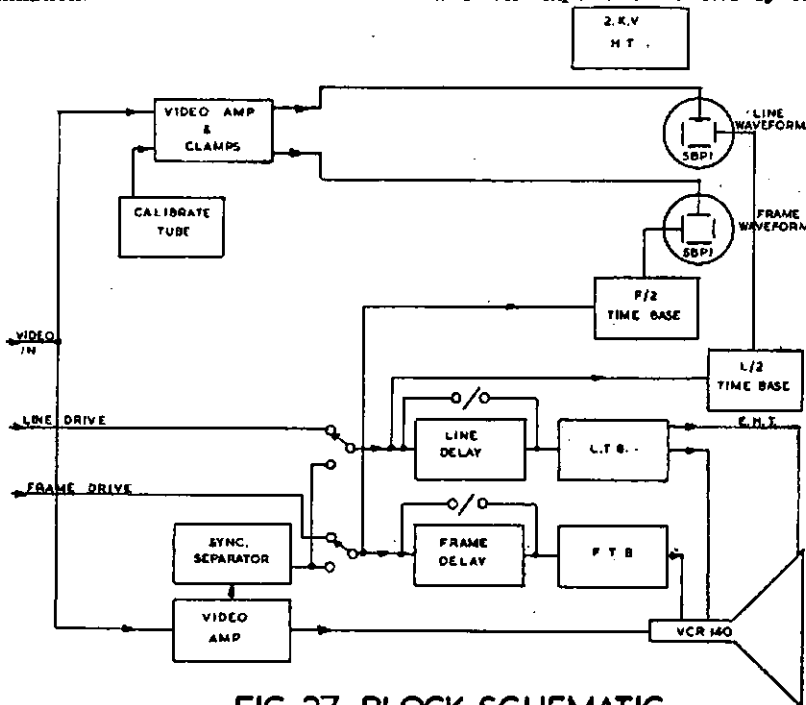 2.K.V
H T
VIDEO AMP
&
CLAMPS
LINE
WAVEFORM
5BP1
CALIBRATE
TUBE
FRAME
WAVEFORM
5BP1
F/2
TIME BASE
VIDEO
IN
L/2
TIME BASE
LINE DRIVE
E.H.T.
LINE
DELAY
L.T.B.
FRAME DRIVE
SYNC.
SEPARATOR
FRAME
DELAY
F T B
VIDEO
AMP
VCR 140
FIG. 27. BLOCK SCHEMATIC